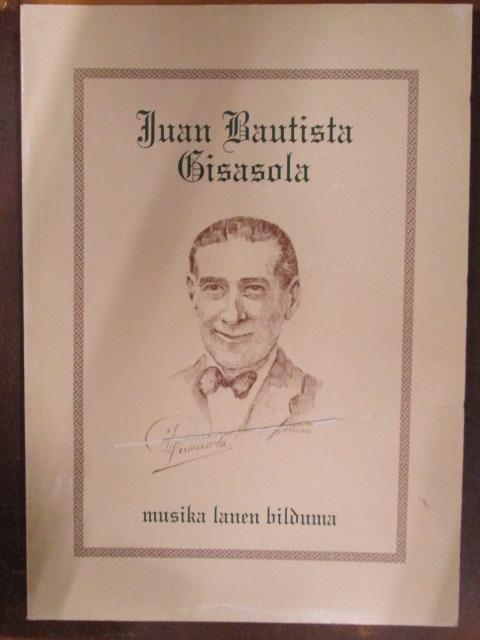 Juan Bautista
Gisasola
musika lanen bilduma